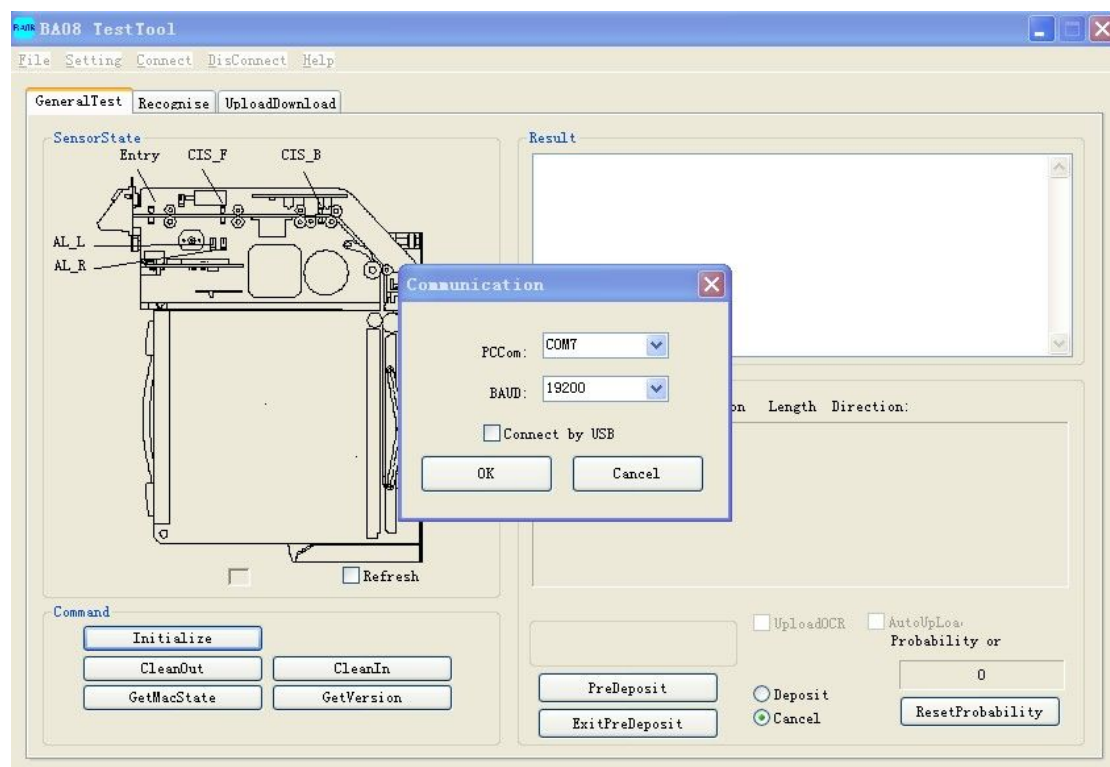 BA08 TestTool
File Setting Connect DisConnect Help
GeneralTest Recognise UploadDownload
SensorState
Entry CIS_F CIS_B
AL_L
AL_R
Refresh
Command
Initialize
CleanOut CleanIn
GetMacState GetVersion
Result
Communication
PCCom: COM7
BAUD: 19200
Connect by USB
OK Cancel
on Length Direction:
UploadOCR AutoUpLoa
Probability or
0
PreDeposit
ExitPreDeposit
Deposit
Cancel
ResetProbability